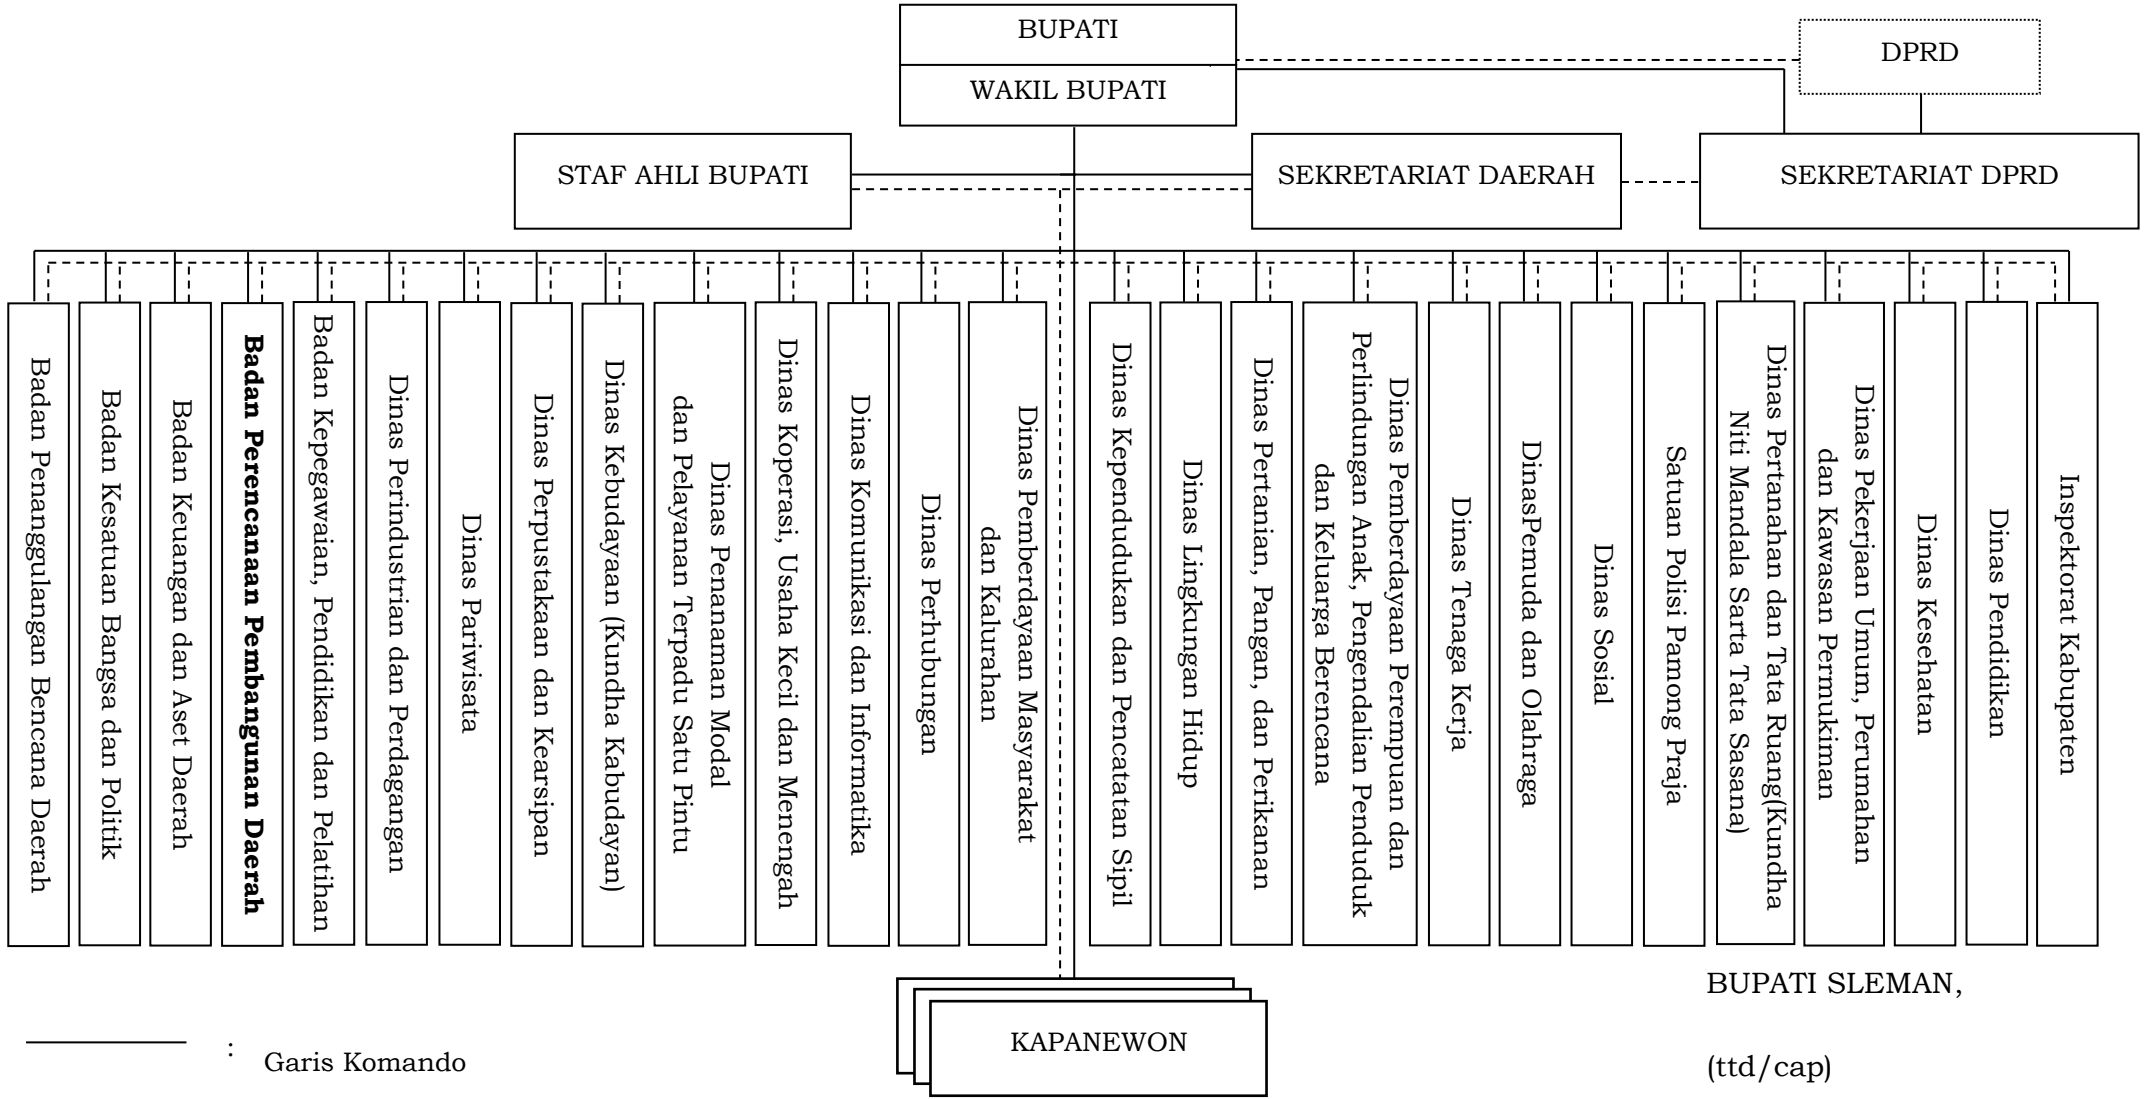 BUPATI
WAKIL BUPATI
DPRD
STAF AHLI BUPATI
SEKRETARIAT DAERAH
SEKRETARIAT DPRD
Badan Penanggulangan Bencana Daerah
Badan Kesatuan Bangsa dan Politik
Badan Keuangan dan Aset Daerah
Badan Perencanaan Pembangunan Daerah
Badan Kepegawaian, Pendidikan dan Pelatihan
Dinas Perindustrian dan Perdagangan
Dinas Pariwisata
Dinas Perpustakaan dan Kearsipan
Dinas Kebudayaan (Kundha Kabudayan)
Dinas Penanaman Modal
dan Pelayanan Terpadu Satu Pintu
Dinas Koperasi, Usaha Kecil dan Menengah
Dinas Komunikasi dan Informatika
Dinas Perhubungan
Dinas Pemberdayaan Masyarakat
dan Kalurahan
Dinas Kependudukan dan Pencatatan Sipil
Dinas Lingkungan Hidup
Dinas Pertanian, Pangan, dan Perikanan
Dinas Pemberdayaan Perempuan dan
Perlindungan Anak, Pengendalian Penduduk
dan Keluarga Berencana
Dinas Tenaga Kerja
DinasPemuda dan Olahraga
Dinas Sosial
Satuan Polisi Pamong Praja
Dinas Pertanahan dan Tata Ruang(Kundha
Niti Mandala Sarta Tata Sasana)
Dinas Pekerjaan Umum, Perumahan
dan Kawasan Permukiman
Dinas Kesehatan
Dinas Pendidikan
Inspektorat Kabupaten
KAPANEWON
: Garis Komando
BUPATI SLEMAN,
(ttd/cap)